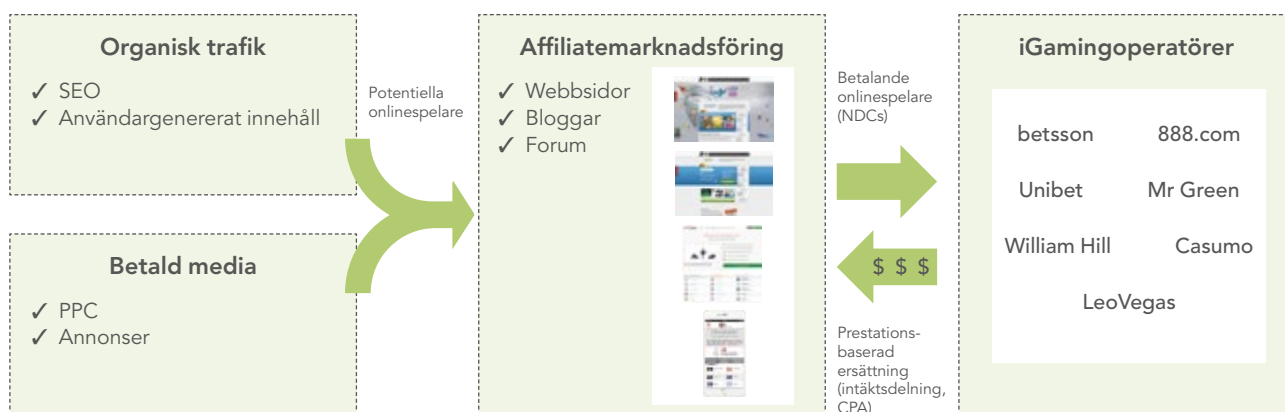 Organisk trafik
✓ SEO
✓ Användargenererat innehåll
Betald media
✓ PPC
✓ Annonser
Potentiella
onlinespelare
Affiliatemarknadsföring
✓ Webbsidor
✓ Bloggar
✓ Forum
Betalande
onlinespelare
(NDCs)
$ $ $
Prestations-
baserad
ersättning
(intäktsdelning,
CPA)
iGamingoperatörer
betsson 888.com
Unibet Mr Green
William Hill Casumo
LeoVegas